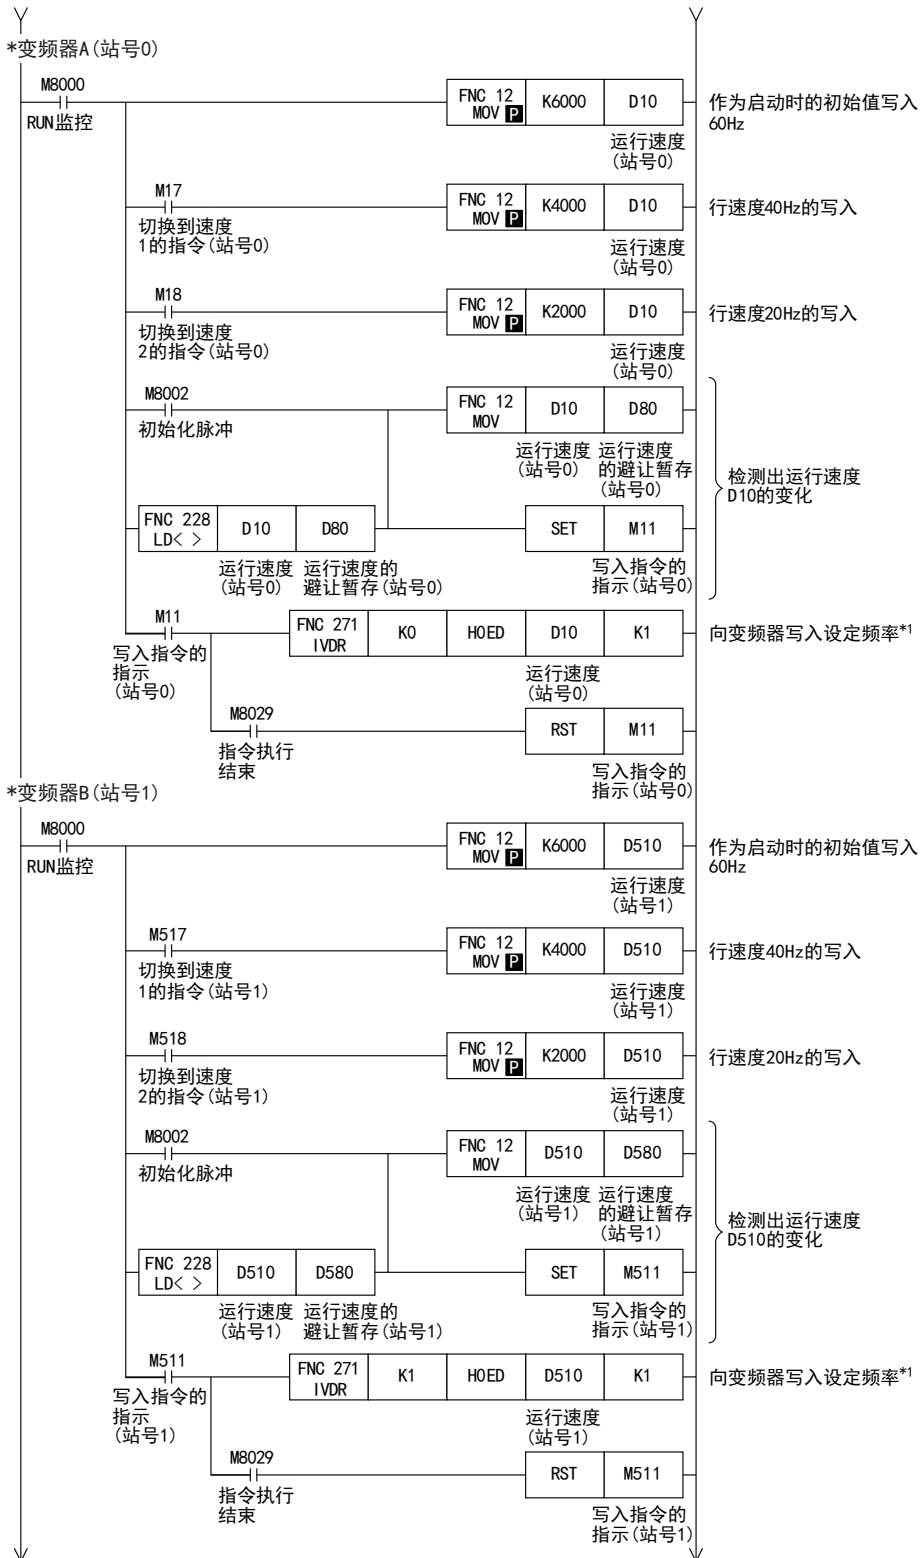 *变频器A(站号0)
M8000
RUN监控
FNC 12
MOV P
K6000
D10
作为启动时的初始值写入
60Hz
运行速度
(站号0)
M17
切换到速度
1的指令(站号0)
FNC 12
MOV P
K4000
D10
行速度40Hz的写入
运行速度
(站号0)
M18
切换到速度
2的指令(站号0)
FNC 12
MOV P
K2000
D10
行速度20Hz的写入
运行速度
(站号0)
M8002
初始化脉冲
FNC 12
MOV
D10
D80
运行速度
(站号0)
运行速度
的避让暂存
(站号0)
检测出运行速度
D10的变化
FNC 228
LD< >
D10
D80
运行速度
(站号0)
运行速度的
避让暂存(站号0)
SET
M11
写入指令的
指示(站号0)
M11
写入指令的
指示
(站号0)
FNC 271
IVDR
K0
H0ED
D10
K1
向变频器写入设定频率*1
运行速度
(站号0)
M8029
指令执行
结束
RST
M11
写入指令的
指示(站号0)
*变频器B(站号1)
M8000
RUN监控
FNC 12
MOV P
K6000
D510
作为启动时的初始值写入
60Hz
运行速度
(站号1)
M517
切换到速度
1的指令(站号1)
FNC 12
MOV P
K4000
D510
行速度40Hz的写入
运行速度
(站号1)
M518
切换到速度
2的指令(站号1)
FNC 12
MOV P
K2000
D510
行速度20Hz的写入
运行速度
(站号1)
M8002
初始化脉冲
FNC 12
MOV
D510
D580
运行速度
(站号1)
运行速度
的避让暂存
(站号1)
检测出运行速度
D510的变化
FNC 228
LD< >
D510
D580
运行速度
(站号1)
运行速度的
避让暂存(站号1)
SET
M511
写入指令的
指示(站号1)
M511
写入指令的
指示
(站号1)
FNC 271
IVDR
K1
H0ED
D510
K1
向变频器写入设定频率*1
运行速度
(站号1)
M8029
指令执行
结束
RST
M511
写入指令的
指示(站号1)